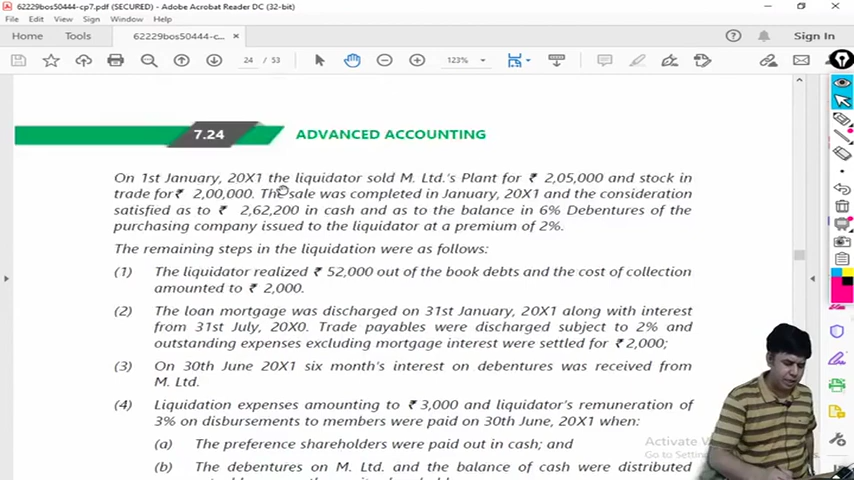 62229bos50444-cp7.pdf (SECURED) - Adobe Acrobat Reader DC (32-bit)
File Edit View Sign Window Help
Home Tools 62229bos50444-c... × Sign In
24 / 53 123%
7.24 ADVANCED ACCOUNTING
On 1st January, 20X1 the liquidator sold M. Ltd.'s Plant for ₹ 2,05,000 and stock in
trade for ₹ 2,00,000. The sale was completed in January, 20X1 and the consideration
satisfied as to ₹ 2,62,200 in cash and as to the balance in 6% Debentures of the
purchasing company issued to the liquidator at a premium of 2%.
The remaining steps in the liquidation were as follows:
(1) The liquidator realized ₹ 52,000 out of the book debts and the cost of collection
amounted to ₹ 2,000.
(2) The loan mortgage was discharged on 31st January, 20X1 along with interest
from 31st July, 20X0. Trade payables were discharged subject to 2% and
outstanding expenses excluding mortgage interest were settled for ₹ 2,000;
(3) On 30th June 20X1 six month's interest on debentures was received from
M. Ltd.
(4) Liquidation expenses amounting to ₹ 3,000 and liquidator's remuneration of
3% on disbursements to members were paid on 30th June, 20X1 when:
(a) The preference shareholders were paid out in cash; and
(b) The debentures on M. Ltd. and the balance of cash were distributed
Activate
Go to Setting